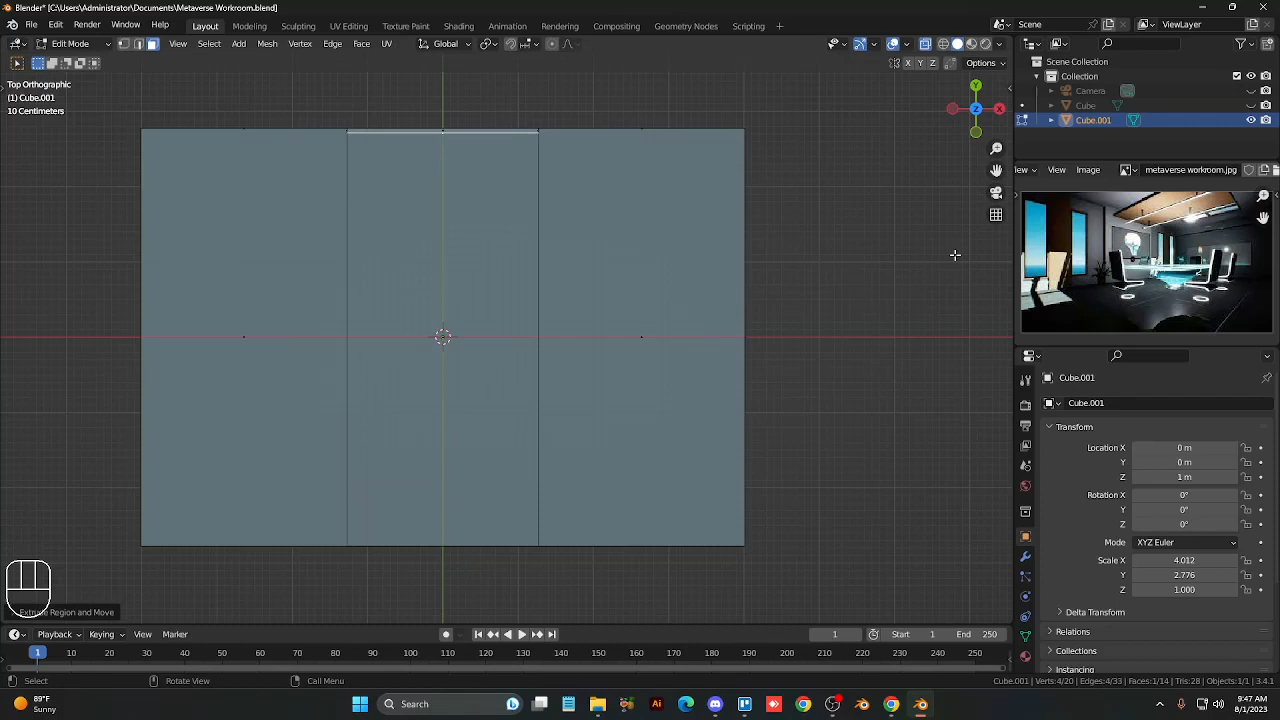 Blender* [C:\Users\Administrator\Documents\Metaverse Workroom.blend]
File Edit Render Window Help Layout Modeling Sculpting UV Editing Texture Paint Shading Animation Rendering Compositing Geometry Nodes Scripting Scene ViewLayer
Edit Mode View Select Add Mesh Vertex Edge Face UV Global
X Y Z Options
Top Orthographic
(1) Cube.001
10 Centimeters
Y
Z X
Scene Collection
Collection
Camera
Cube
Cube.001
iew View Image metaverse workroom.jpg
Cube.001
Cube.001
Transform
Location X 0 m
Y 0 m
Z 1 m
Rotation X 0°
Y 0°
Z 0°
Mode XYZ Euler
Scale X 4.012
Y 2.776
Z 1.000
Delta Transform
Relations
Collections
Instancing
Extrude Region and Move
Playback Keying View Marker 1 Start 1 End 250
1 10 20 30 40 50 60 70 80 90 100 110 120 130 140 150 160 170 180 190 200 210 220 230 240 250
Select Rotate View Call Menu Cube.001 | Verts:4/20 | Edges:4/33 | Faces:1/14 | Tris:28 | Objects:1/1 | 3.4.1
89°F
Sunny
Search
9:47 AM
8/1/2023